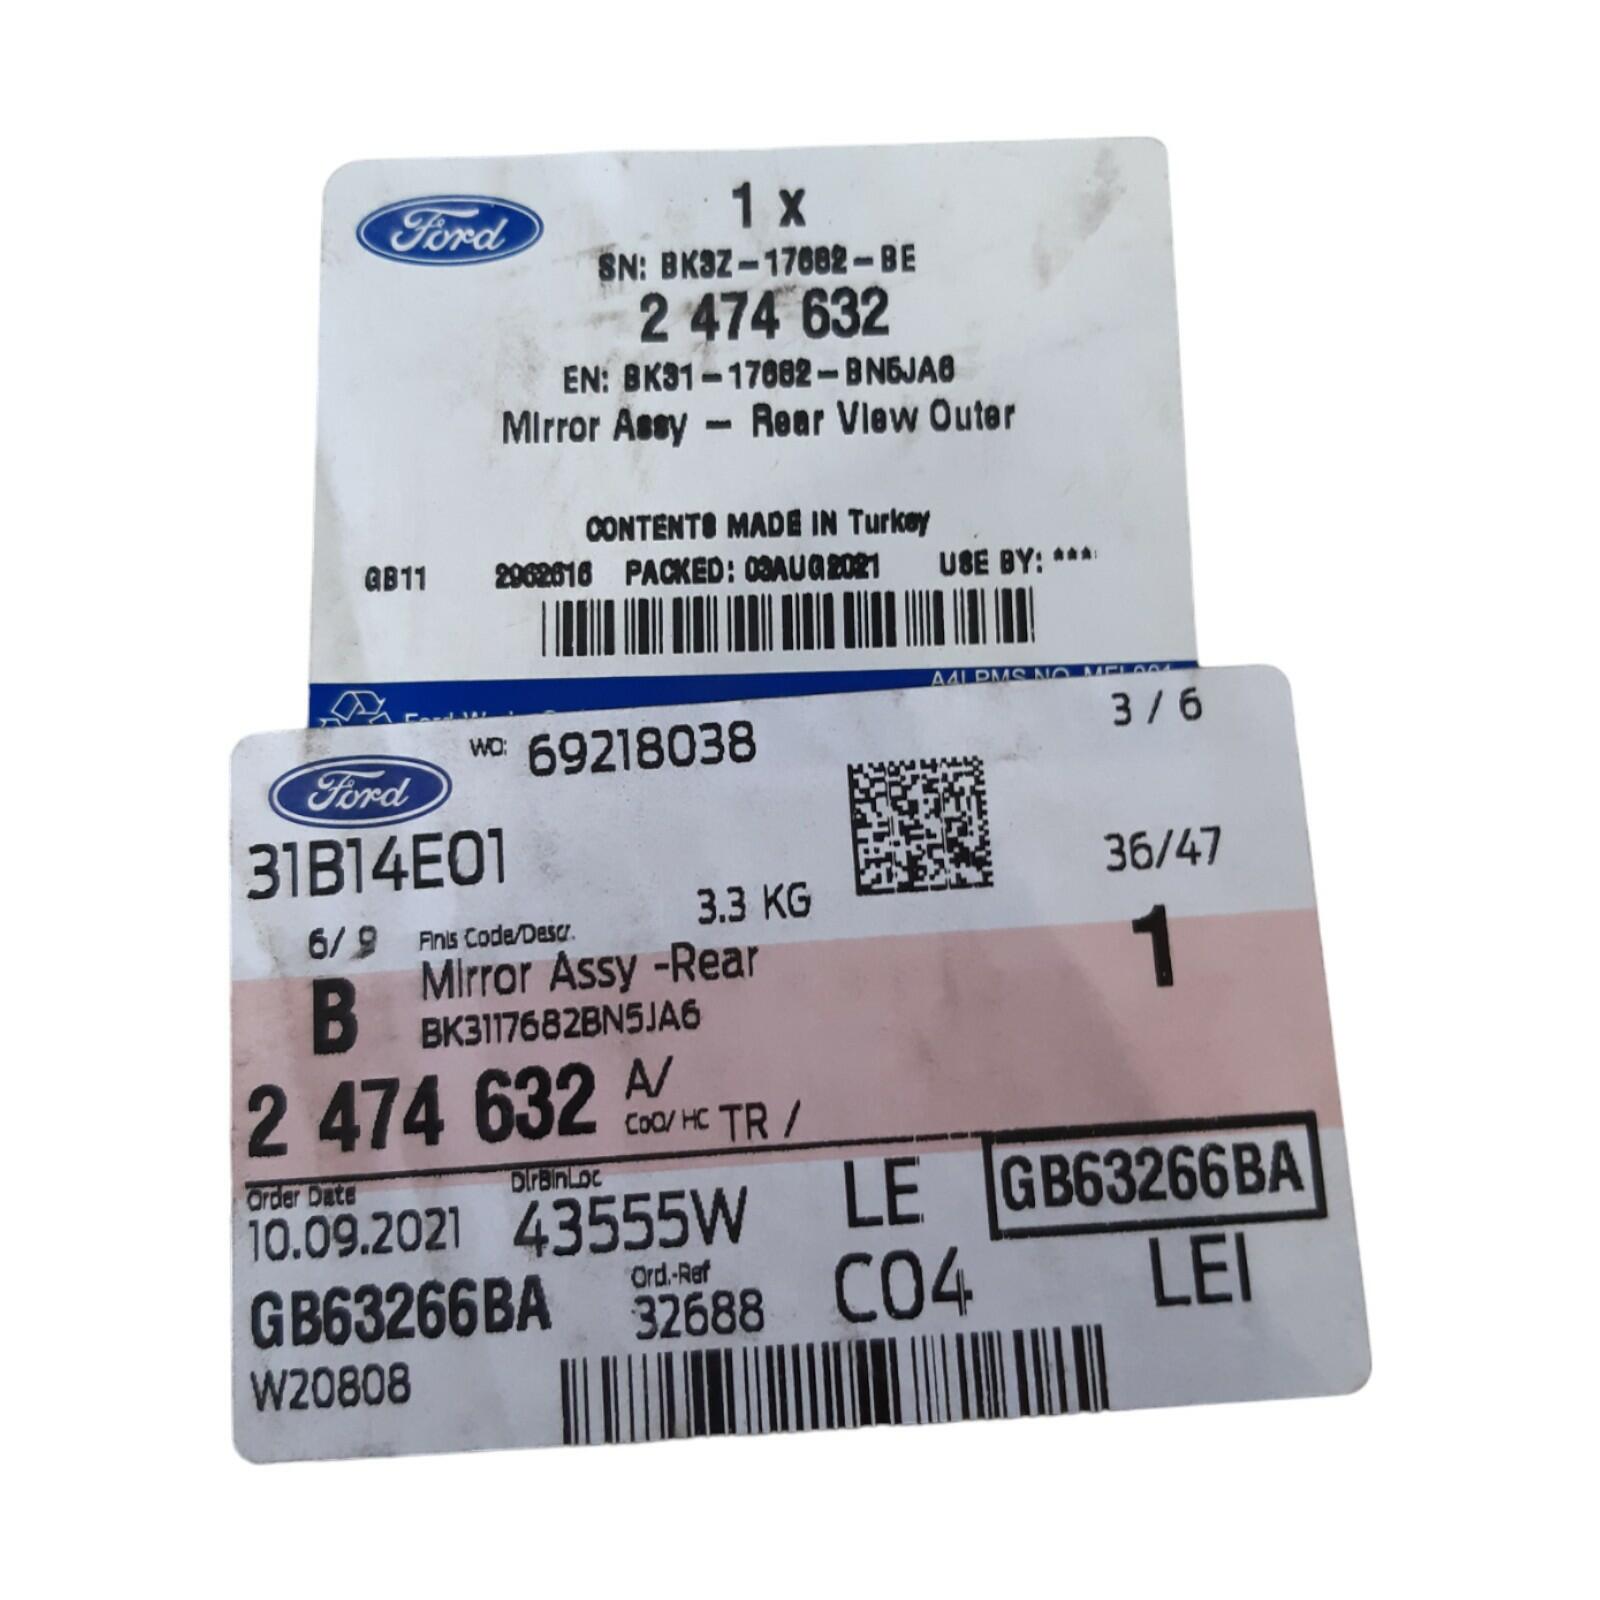 Ford
1 x
SN: BK3Z-17682-BE
2 474 632
EN: BK31-17682-BN5JA6
Mirror Assy - Rear View Outer
CONTENTS MADE IN Turkey
GB11 2962616 PACKED: 03AUG2021 USE BY: ***
Ford
WO: 69218038
3 / 6
31B14E01
36/47
6/ 9 Finis Code/Descr. 3.3 KG
B Mirror Assy -Rear 1
BK3117682BN5JA6
2 474 632 A/
CoO/ HC TR /
Order Date DlrBinLoc
10.09.2021 43555W LE GB63266BA
GB63266BA Ord.-Ref C04 LEI
32688
W20808